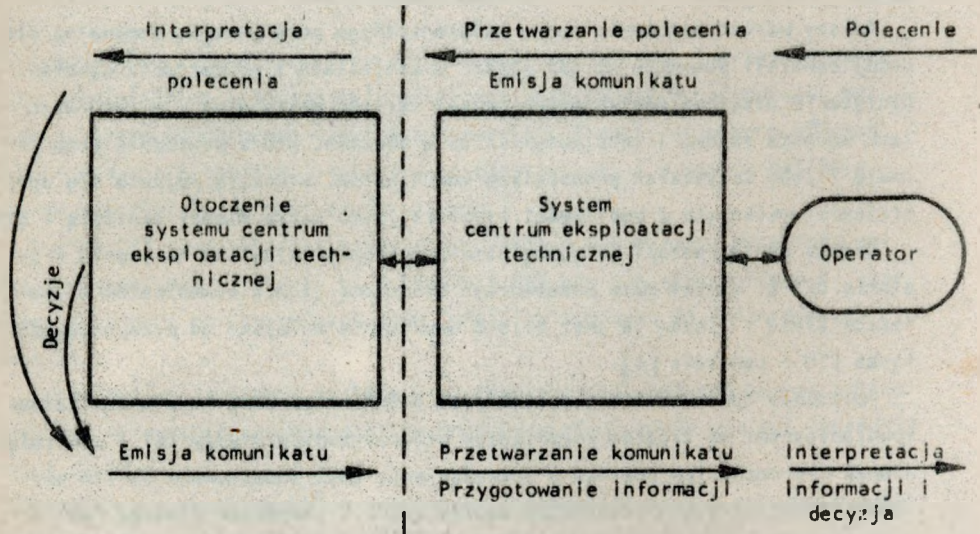 Interpretacja
polecenia
Przetwarzanie polecenia
Emisja komunikatu
Polecenie
Otoczenie
systemu centrum
eksploatacji tech-
nicznej
System
centrum eksploatacji
technicznej
Operator
Decyzje
Emisja komunikatu
Przetwarzanie komunikatu
Przygotowanie informacji
Interpretacja
informacji i
decyzja